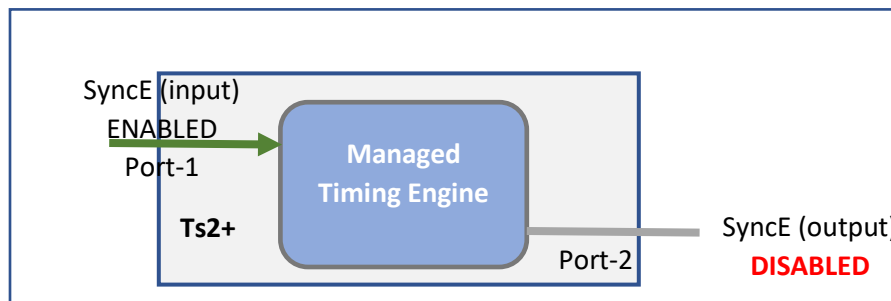 SyncE (input)
ENABLED
Port-1
Managed
Timing Engine
Ts2+
Port-2
SyncE (output)
DISABLED